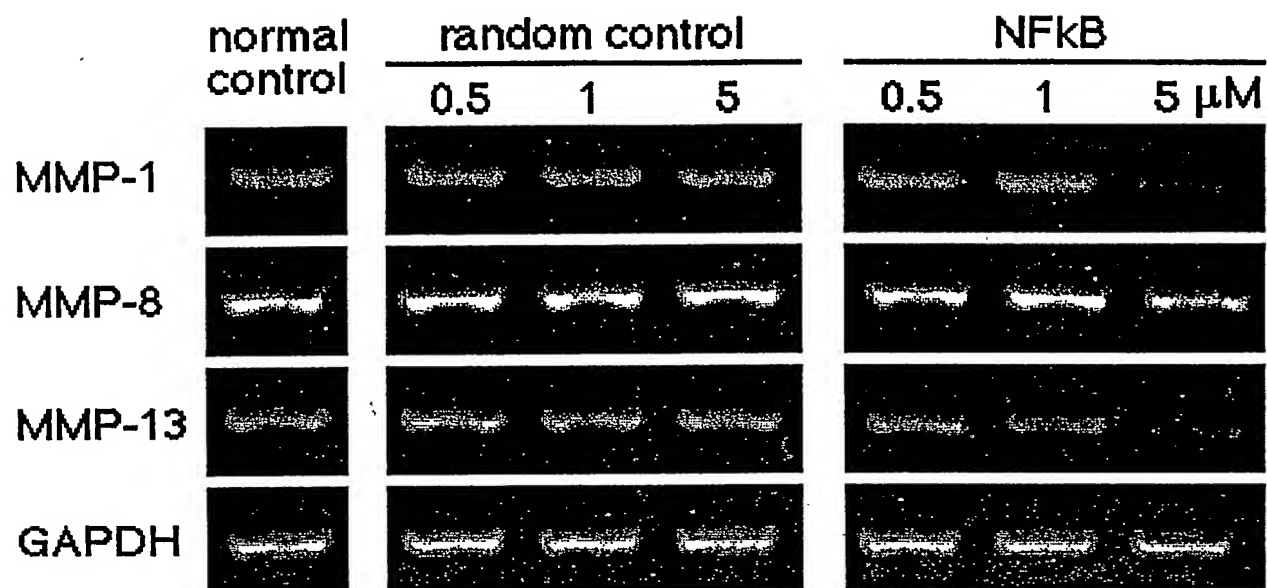 normal random control NFkB
control 0.5 1 5 0.5 1 5 μM
MMP-1
MMP-8
MMP-13
GAPDH